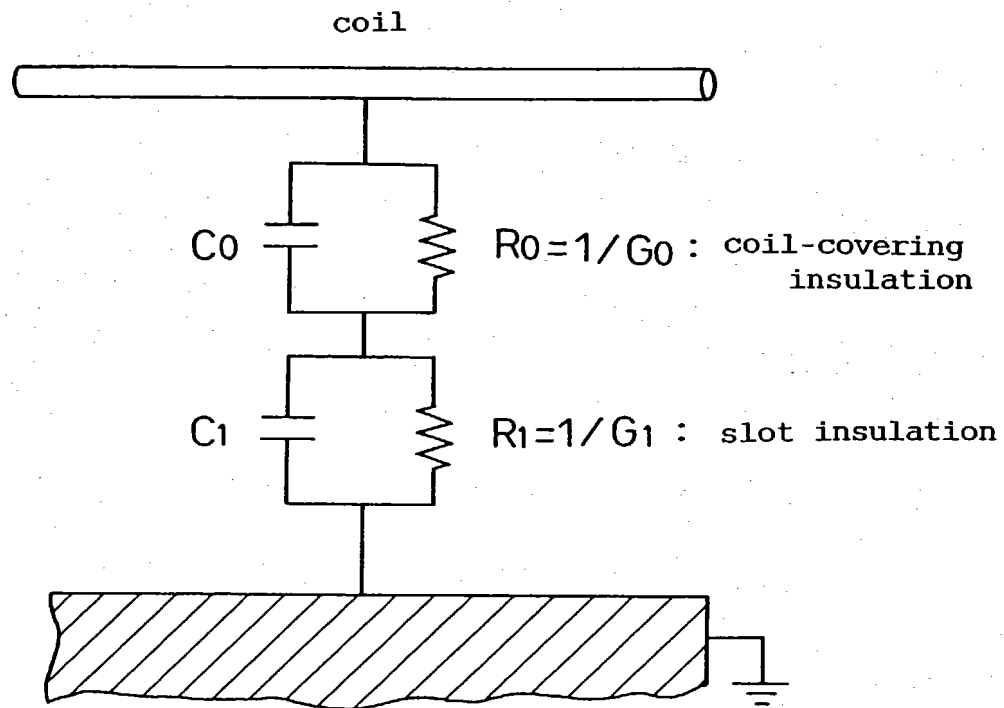 coil
C0
R0=1/G0 : coil-covering
insulation
C1
R1=1/G1 : slot insulation